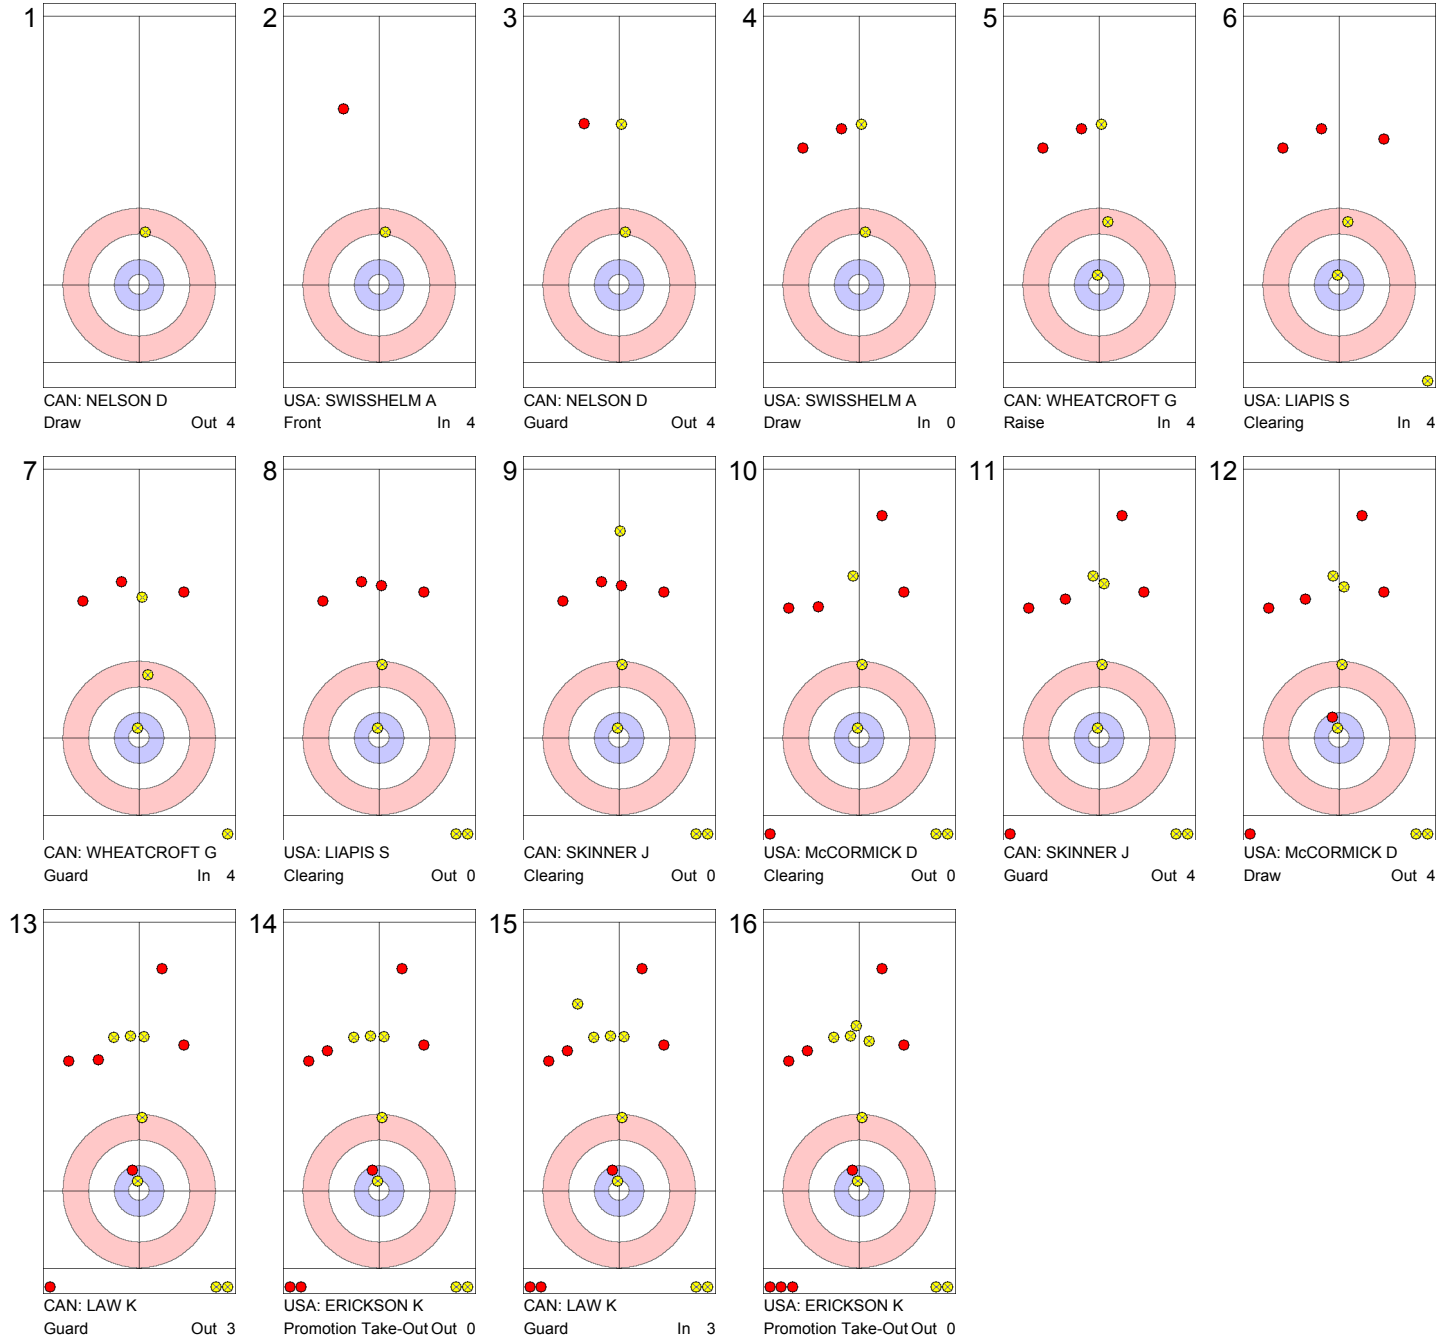 1
2
3
4
5
6
CAN: NELSON D
Draw Out 4
USA: SWISSHELM A
Front In 4
CAN: NELSON D
Guard Out 4
USA: SWISSHELM A
Draw In 0
CAN: WHEATCROFT G
Raise In 4
USA: LIAPIS S
Clearing In 4
7
8
9
10
11
12
CAN: WHEATCROFT G
Guard In 4
USA: LIAPIS S
Clearing Out 0
CAN: SKINNER J
Clearing Out 0
USA: McCORMICK D
Clearing Out 0
CAN: SKINNER J
Guard Out 4
USA: McCORMICK D
Draw Out 4
13
14
15
16
CAN: LAW K
Guard Out 3
USA: ERICKSON K
Promotion Take-Out Out 0
CAN: LAW K
Guard In 3
USA: ERICKSON K
Promotion Take-Out Out 0